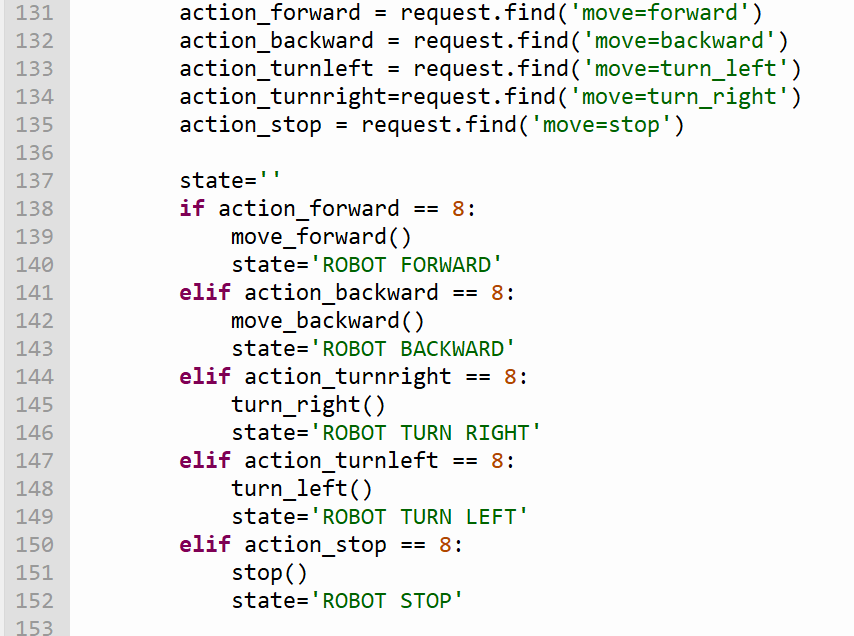 131 action_forward = request.find('move=forward')
132 action_backward = request.find('move=backward')
133 action_turnleft = request.find('move=turn_left')
134 action_turnright=request.find('move=turn_right')
135 action_stop = request.find('move=stop')
136
137 state=''
138 if action_forward == 8:
139 move_forward()
140 state='ROBOT FORWARD'
141 elif action_backward == 8:
142 move_backward()
143 state='ROBOT BACKWARD'
144 elif action_turnright == 8:
145 turn_right()
146 state='ROBOT TURN RIGHT'
147 elif action_turnleft == 8:
148 turn_left()
149 state='ROBOT TURN LEFT'
150 elif action_stop == 8:
151 stop()
152 state='ROBOT STOP'
153